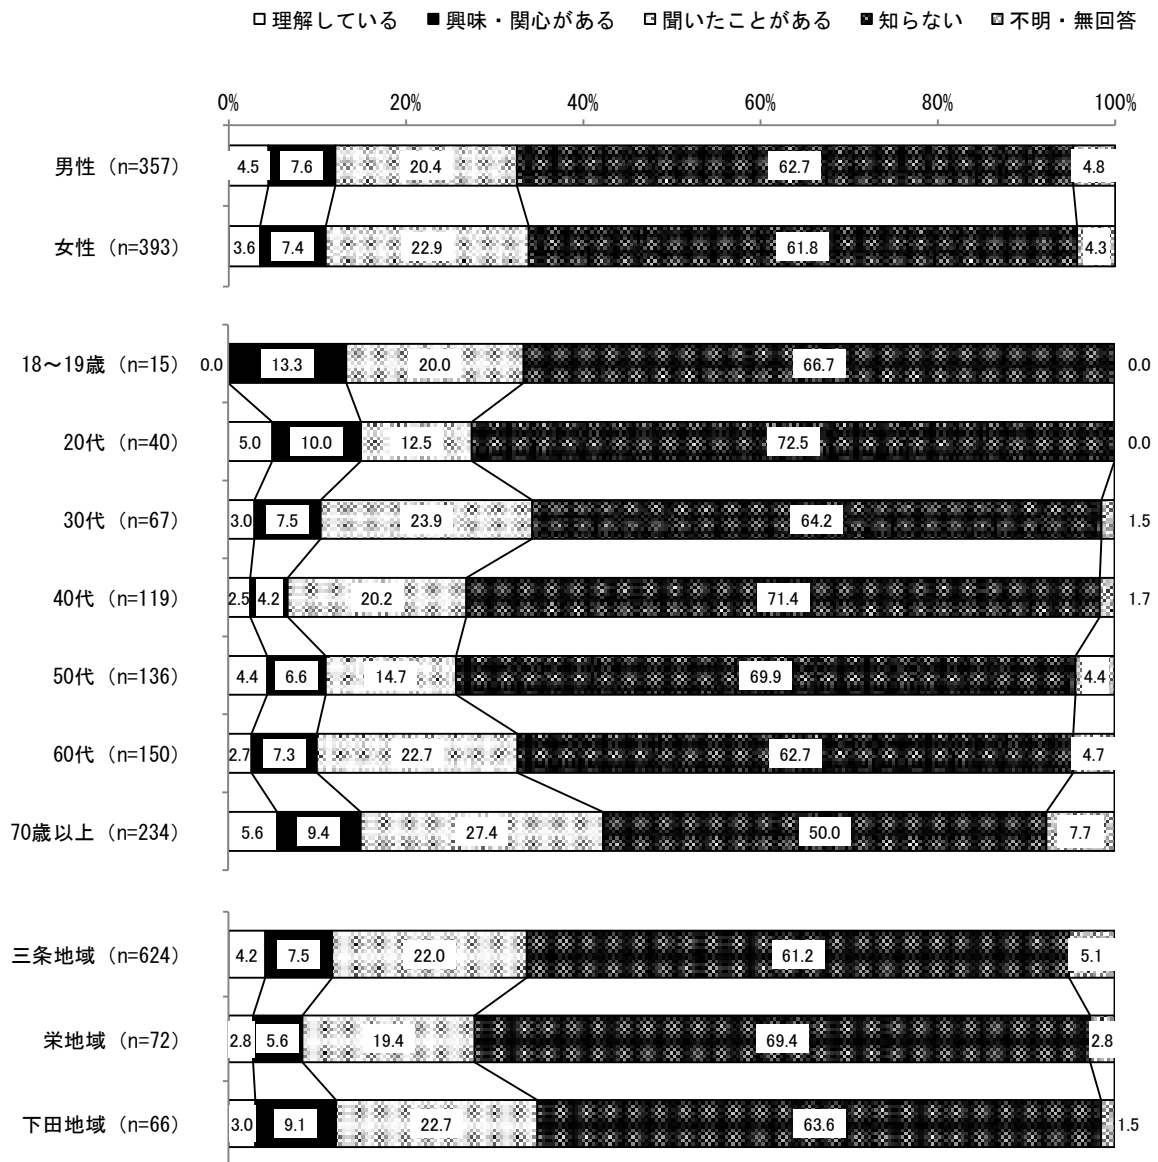 理解している 興味・関心がある 聞いたことがある 知らない 不明・無回答
0% 20% 40% 60% 80% 100%
男性（n=357） 4.5 7.6 20.4 62.7 4.8
女性（n=393） 3.6 7.4 22.9 61.8 4.3
18～19歳（n=15） 0.0 13.3 20.0 66.7 0.0
20代（n=40） 5.0 10.0 12.5 72.5 0.0
30代（n=67） 3.0 7.5 23.9 64.2 1.5
40代（n=119） 2.5 4.2 20.2 71.4 1.7
50代（n=136） 4.4 6.6 14.7 69.9 4.4
60代（n=150） 2.7 7.3 22.7 62.7 4.7
70歳以上（n=234） 5.6 9.4 27.4 50.0 7.7
三条地域（n=624） 4.2 7.5 22.0 61.2 5.1
栄地域（n=72） 2.8 5.6 19.4 69.4 2.8
下田地域（n=66） 3.0 9.1 22.7 63.6 1.5